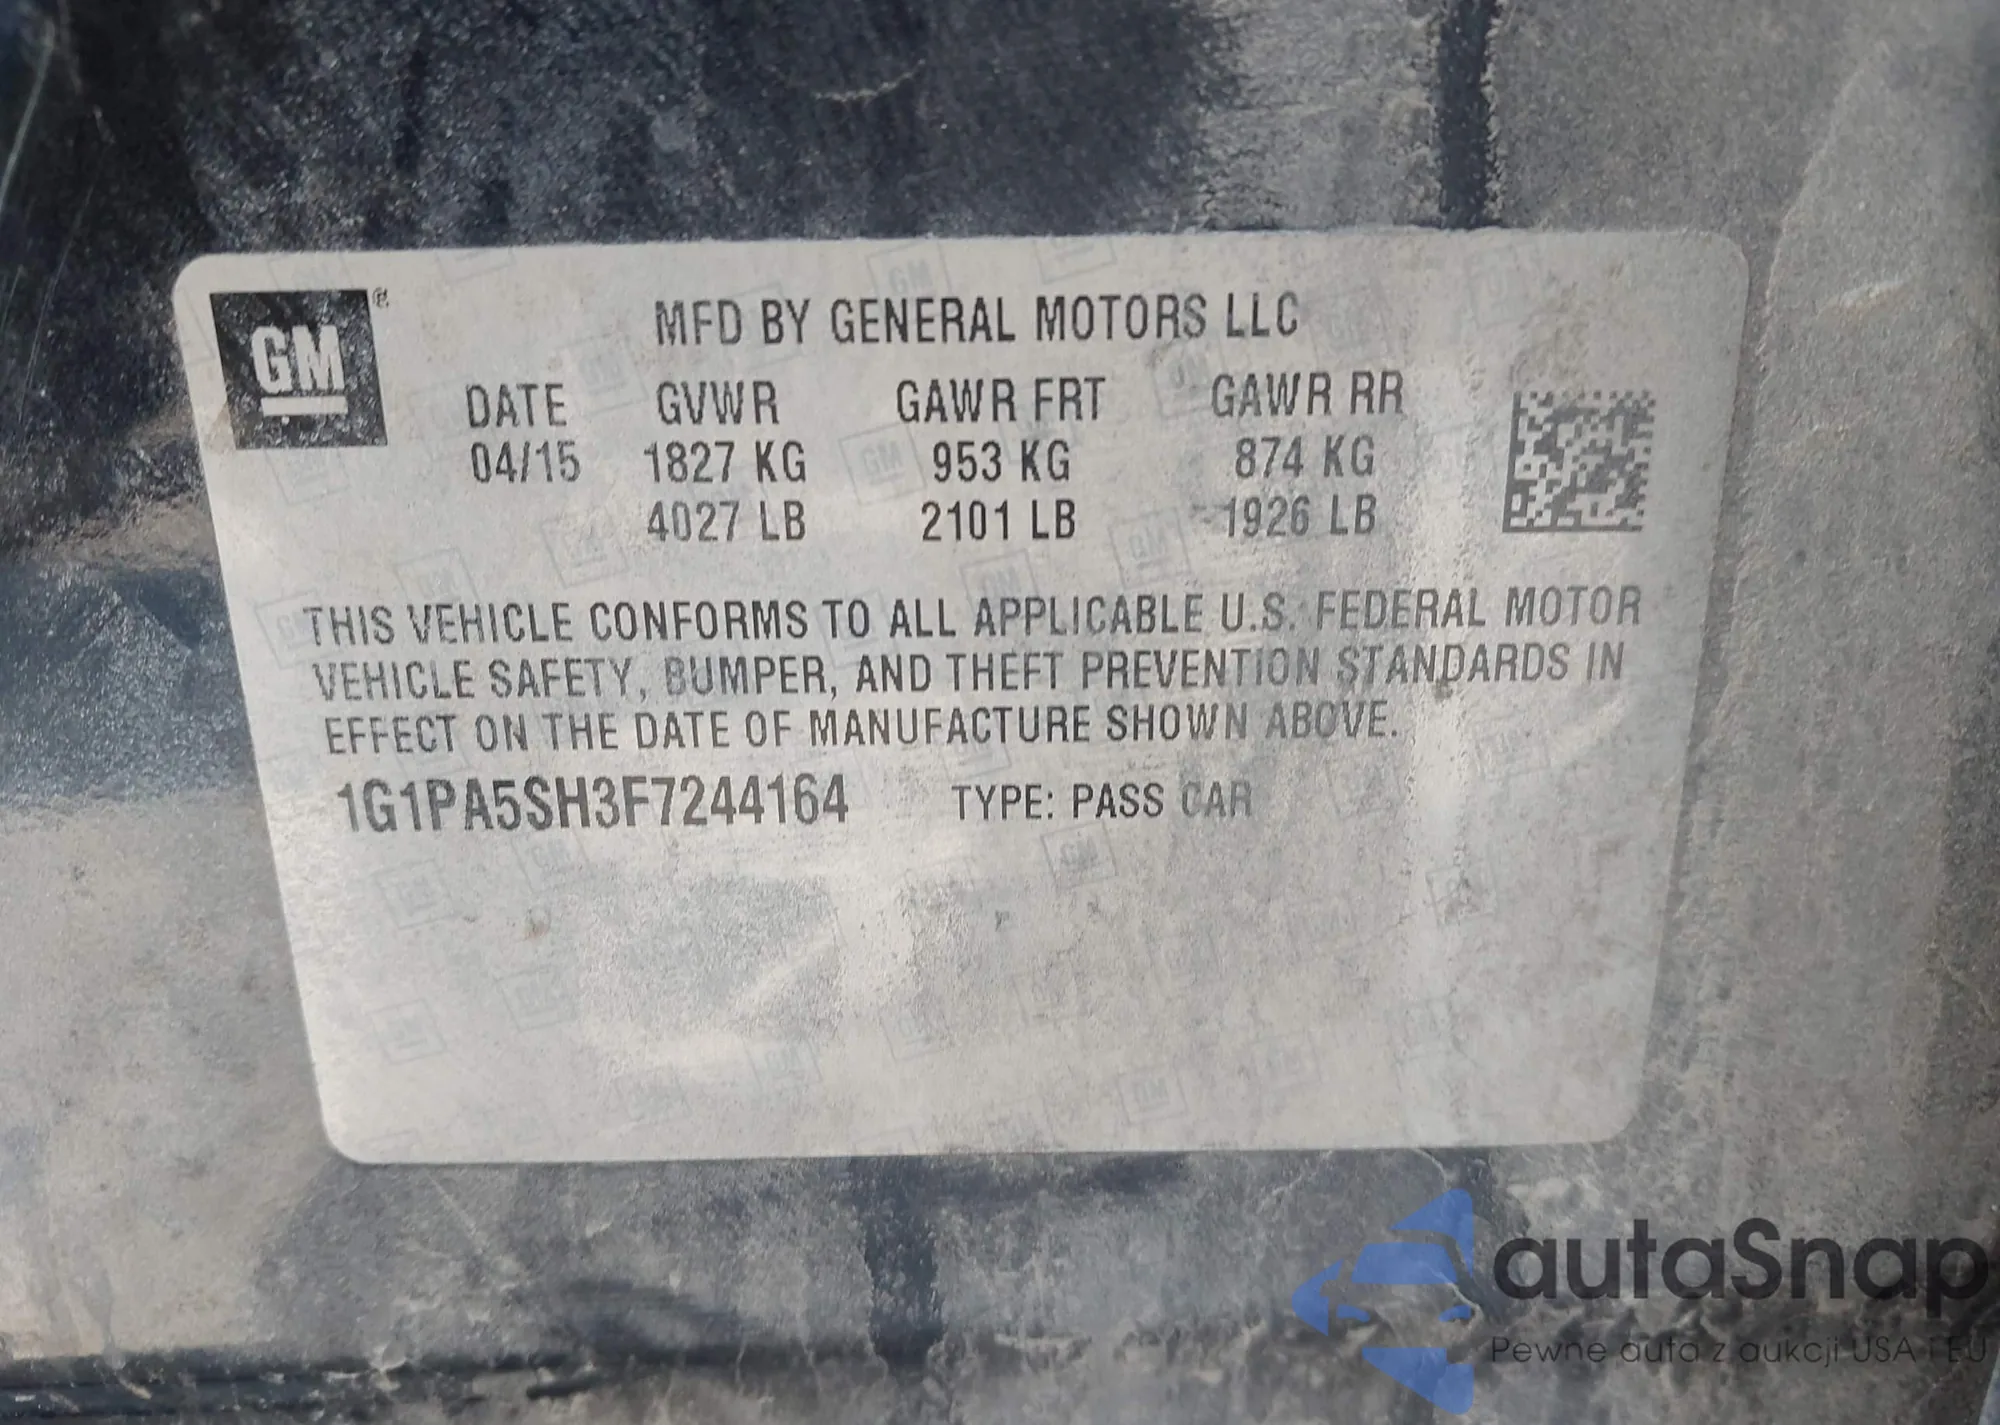 GM®
MFD BY GENERAL MOTORS LLC
DATE GVWR GAWR FRT GAWR RR
04/15 1827 KG 953 KG 874 KG
4027 LB 2101 LB 1926 LB
THIS VEHICLE CONFORMS TO ALL APPLICABLE U.S. FEDERAL MOTOR
VEHICLE SAFETY, BUMPER, AND THEFT PREVENTION STANDARDS IN
EFFECT ON THE DATE OF MANUFACTURE SHOWN ABOVE.
1G1PA5SH3F7244164 TYPE: PASS CAR
autaSnap
Pewne auta z aukcji USA i EU